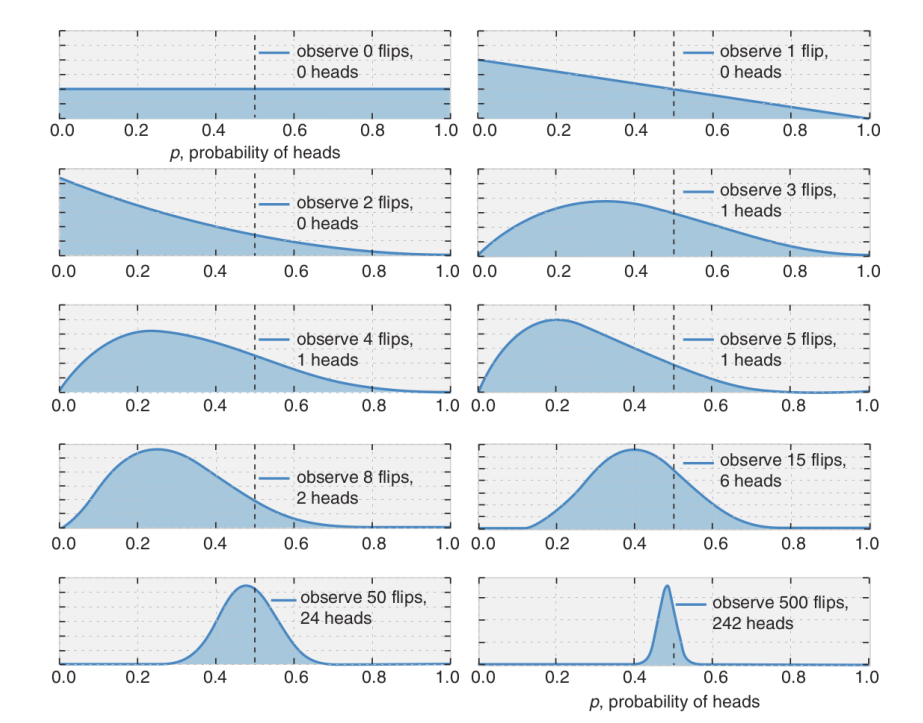 observe 0 flips,
0 heads
0.0 0.2 0.4 0.6 0.8 1.0
p, probability of heads
observe 1 flip,
0 heads
0.0 0.2 0.4 0.6 0.8 1.0
observe 2 flips,
0 heads
0.0 0.2 0.4 0.6 0.8 1.0
observe 3 flips,
1 heads
0.0 0.2 0.4 0.6 0.8 1.0
observe 4 flips,
1 heads
0.0 0.2 0.4 0.6 0.8 1.0
observe 5 flips,
1 heads
0.0 0.2 0.4 0.6 0.8 1.0
observe 8 flips,
2 heads
0.0 0.2 0.4 0.6 0.8 1.0
observe 15 flips,
6 heads
0.0 0.2 0.4 0.6 0.8 1.0
observe 50 flips,
24 heads
0.0 0.2 0.4 0.6 0.8 1.0
observe 500 flips,
242 heads
0.0 0.2 0.4 0.6 0.8 1.0
p, probability of heads